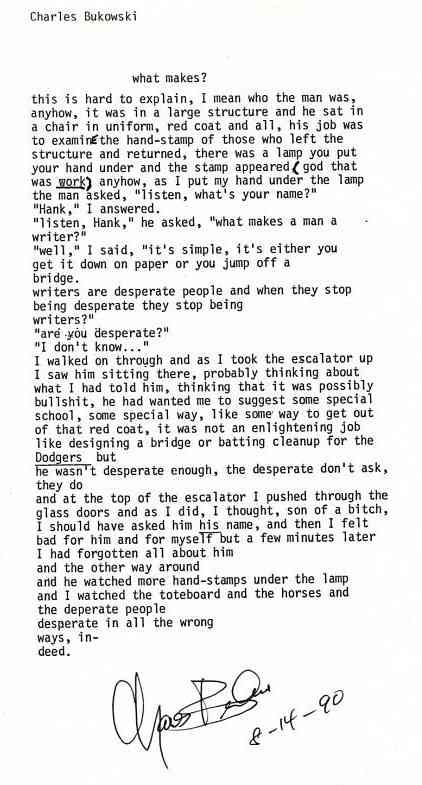 Charles Bukowski
what makes?
this is hard to explain, I mean who the man was,
anyhow, it was in a large structure and he sat in
a chair in uniform, red coat and all, his job was
to examine the hand-stamp of those who left the
structure and returned, there was a lamp you put
your hand under and the stamp appeared (god that
was work) anyhow, as I put my hand under the lamp
the man asked, "listen, what's your name?"
"Hank," I answered.
"listen, Hank," he asked, "what makes a man a
writer?"
"well," I said, "it's simple, it's either you
get it down on paper or you jump off a
bridge.
writers are desperate people and when they stop
being desperate they stop being
writers?"
"are you desperate?"
"I don't know..."
I walked on through and as I took the escalator up
I saw him sitting there, probably thinking about
what I had told him, thinking that it was possibly
bullshit, he had wanted me to suggest some special
school, some special way, like some way to get out
of that red coat, it was not an enlightening job
like designing a bridge or batting cleanup for the
Dodgers but
he wasn't desperate enough, the desperate don't ask,
they do
and at the top of the escalator I pushed through the
glass doors and as I did, I thought, son of a bitch,
I should have asked him his name, and then I felt
bad for him and for myself but a few minutes later
I had forgotten all about him
and the other way around
and he watched more hand-stamps under the lamp
and I watched the toteboard and the horses and
the deperate people
desperate in all the wrong
ways, in-
deed.
8-14-90